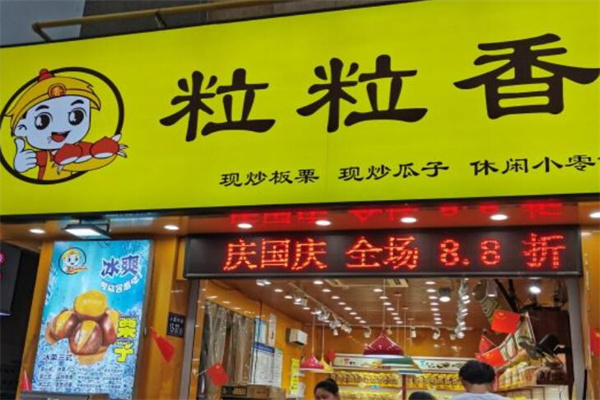 粒粒香
现炒板栗 现炒瓜子 休闲小零
庆国庆 全场 8.8 折
冰爽
栗子